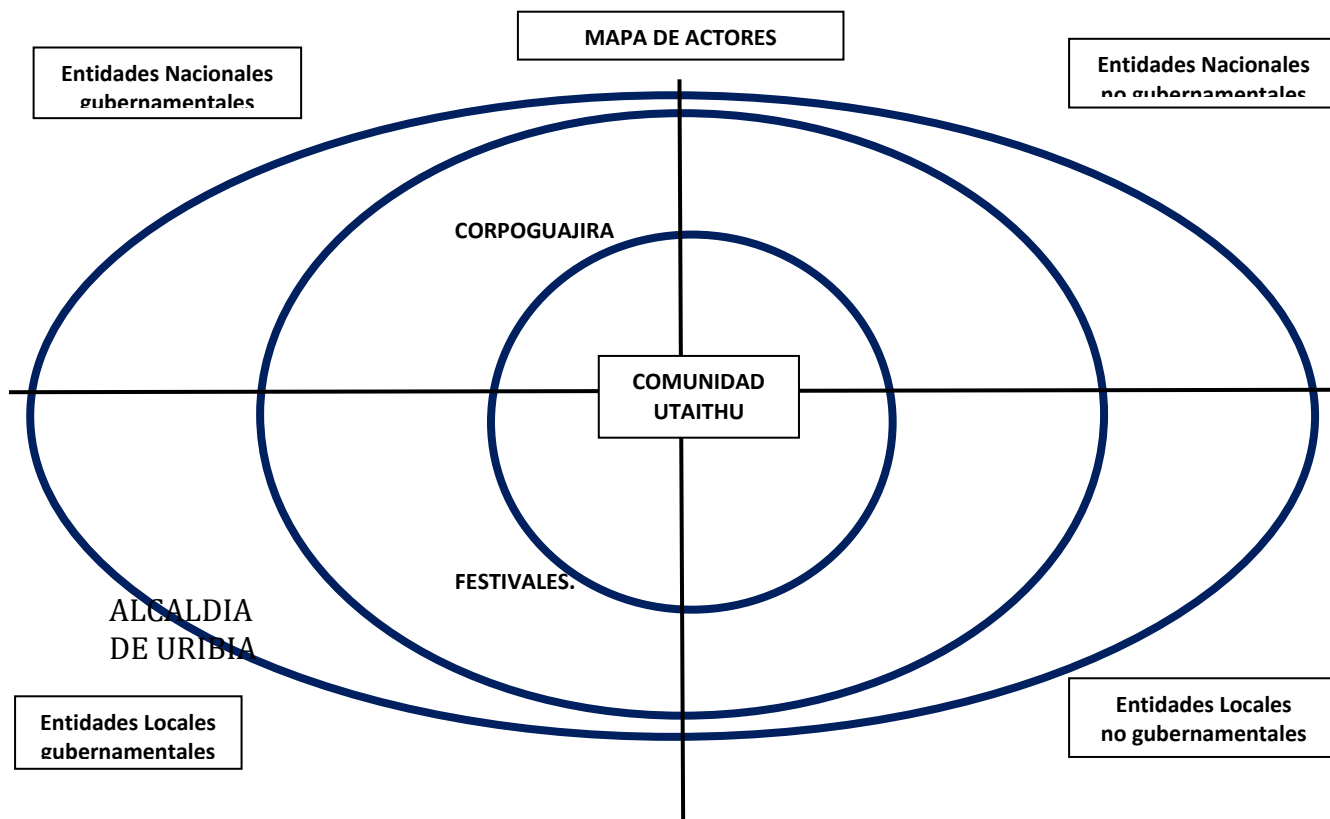 MAPA DE ACTORES
Entidades Nacionales
gubernamentales
Entidades Nacionales
no gubernamentales
CORPOGUAJIRA
COMUNIDAD
UTAITHU
FESTIVALES.
ALCALDIA
DE URIBIA
Entidades Locales
gubernamentales
Entidades Locales
no gubernamentales